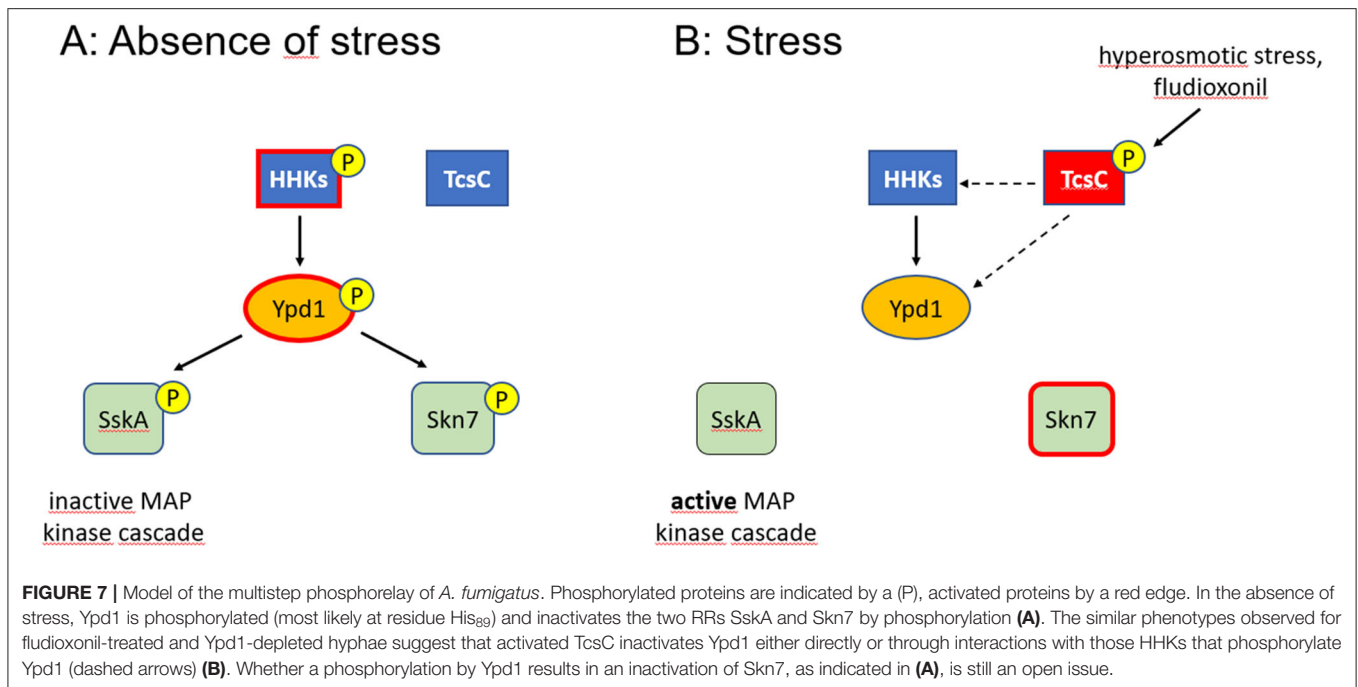 A: Absence of stress
B: Stress
hyperosmotic stress,
fludioxonil
HHKs
P
TcsC
HHKs
TcsC
P
Ypd1
P
Ypd1
SskA
P
Skn7
P
SskA
Skn7
inactive MAP
kinase cascade
active MAP
kinase cascade
FIGURE 7 | Model of the multistep phosphorelay of A. fumigatus. Phosphorylated proteins are indicated by a (P), activated proteins by a red edge. In the absence of
stress, Ypd1 is phosphorylated (most likely at residue His89) and inactivates the two RRs SskA and Skn7 by phosphorylation (A). The similar phenotypes observed for
fludioxonil-treated and Ypd1-depleted hyphae suggest that activated TcsC inactivates Ypd1 either directly or through interactions with those HHKs that phosphorylate
Ypd1 (dashed arrows) (B). Whether a phosphorylation by Ypd1 results in an inactivation of Skn7, as indicated in (A), is still an open issue.